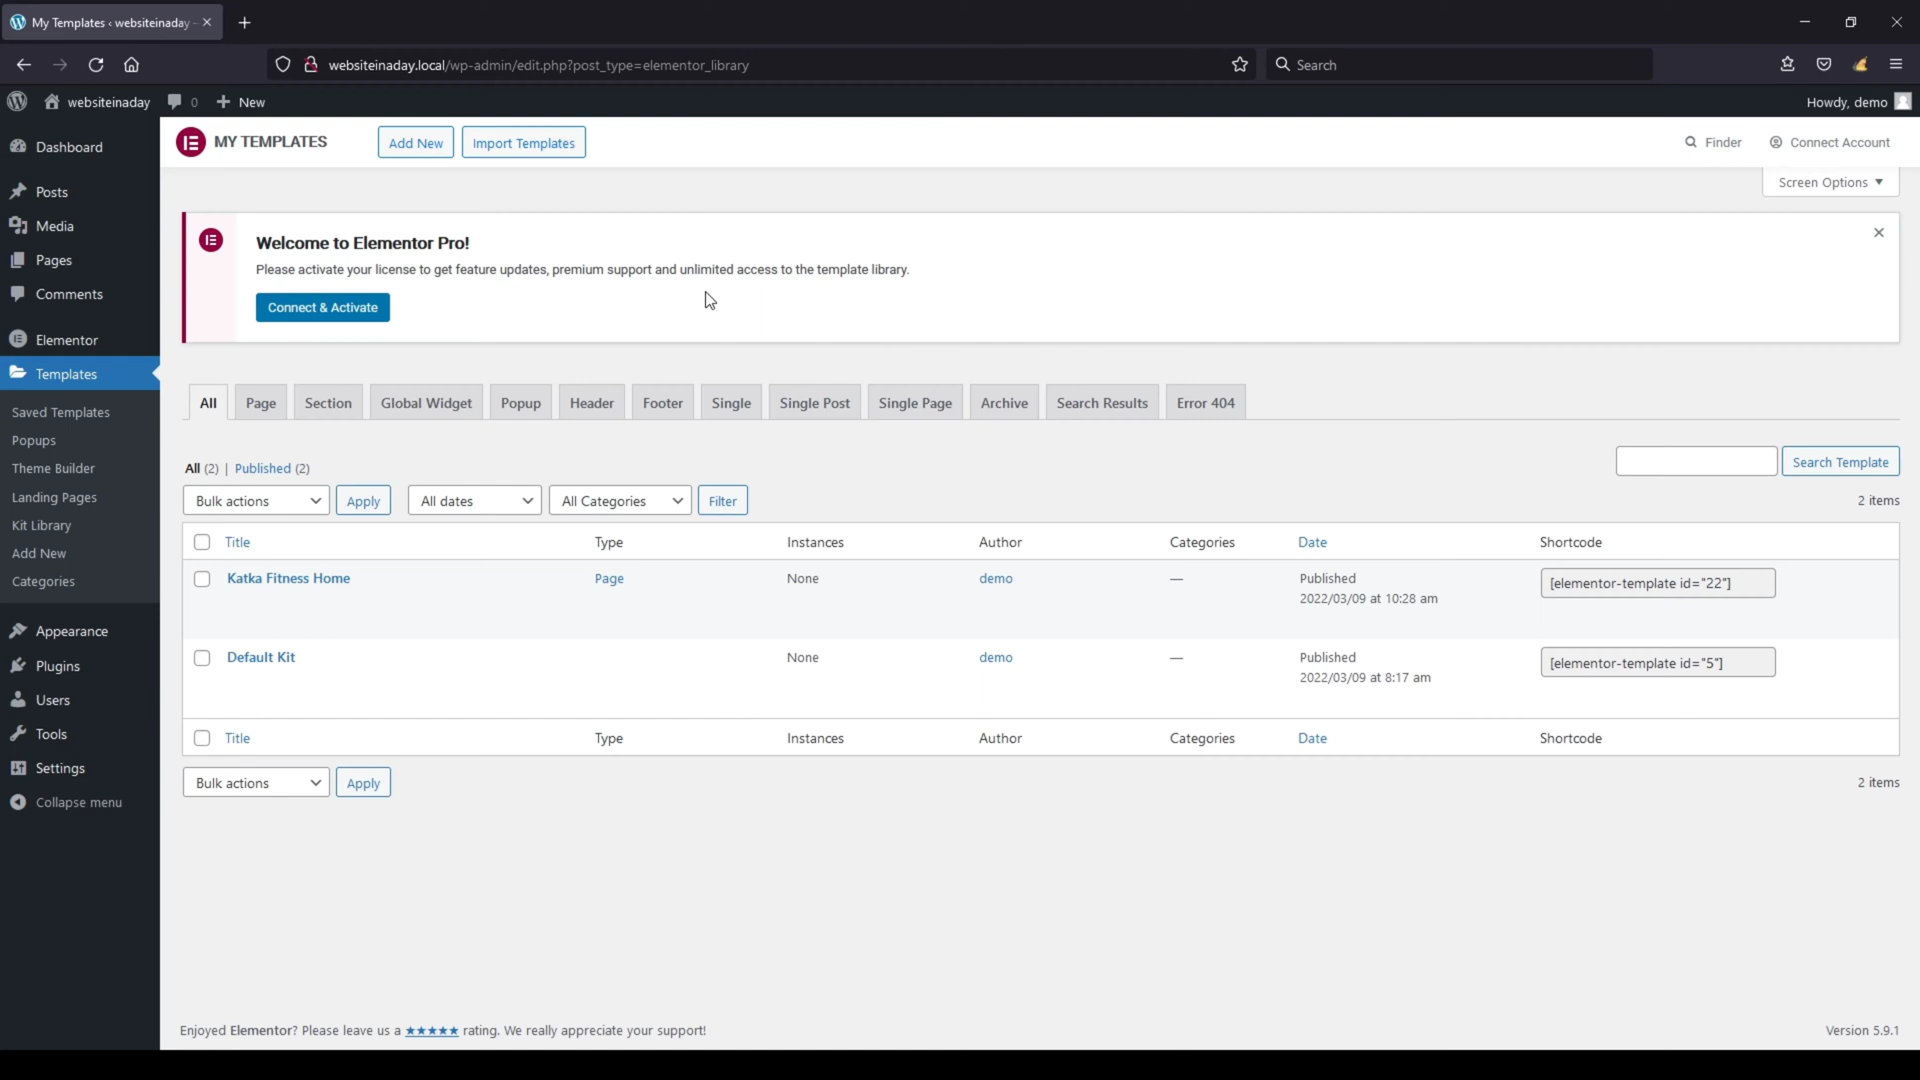 My Templates ‹ websiteinaday -
websiteinaday.local/wp-admin/edit.php?post_type=elementor_library
Search
websiteinaday
0
New
Howdy, demo
Dashboard
Posts
Media
Pages
Comments
Elementor
Templates
Saved Templates
Popups
Theme Builder
Landing Pages
Kit Library
Add New
Categories
Appearance
Plugins
Users
Tools
Settings
Collapse menu
MY TEMPLATES
Add New
Import Templates
Finder
Connect Account
Screen Options
Welcome to Elementor Pro!
Please activate your license to get feature updates, premium support and unlimited access to the template library.
Connect & Activate
All
Page
Section
Global Widget
Popup
Header
Footer
Single
Single Post
Single Page
Archive
Search Results
Error 404
All (2) | Published (2)
Search Template
Bulk actions
Apply
All dates
All Categories
Filter
2 items
Title Type Instances Author Categories Date Shortcode
Katka Fitness Home Page None demo — Published [elementor-template id="22"]
2022/03/09 at 10:28 am
Default Kit None demo — Published [elementor-template id="5"]
2022/03/09 at 8:17 am
Title Type Instances Author Categories Date Shortcode
Bulk actions
Apply
2 items
Enjoyed Elementor? Please leave us a ★★★★★ rating. We really appreciate your support!
Version 5.9.1